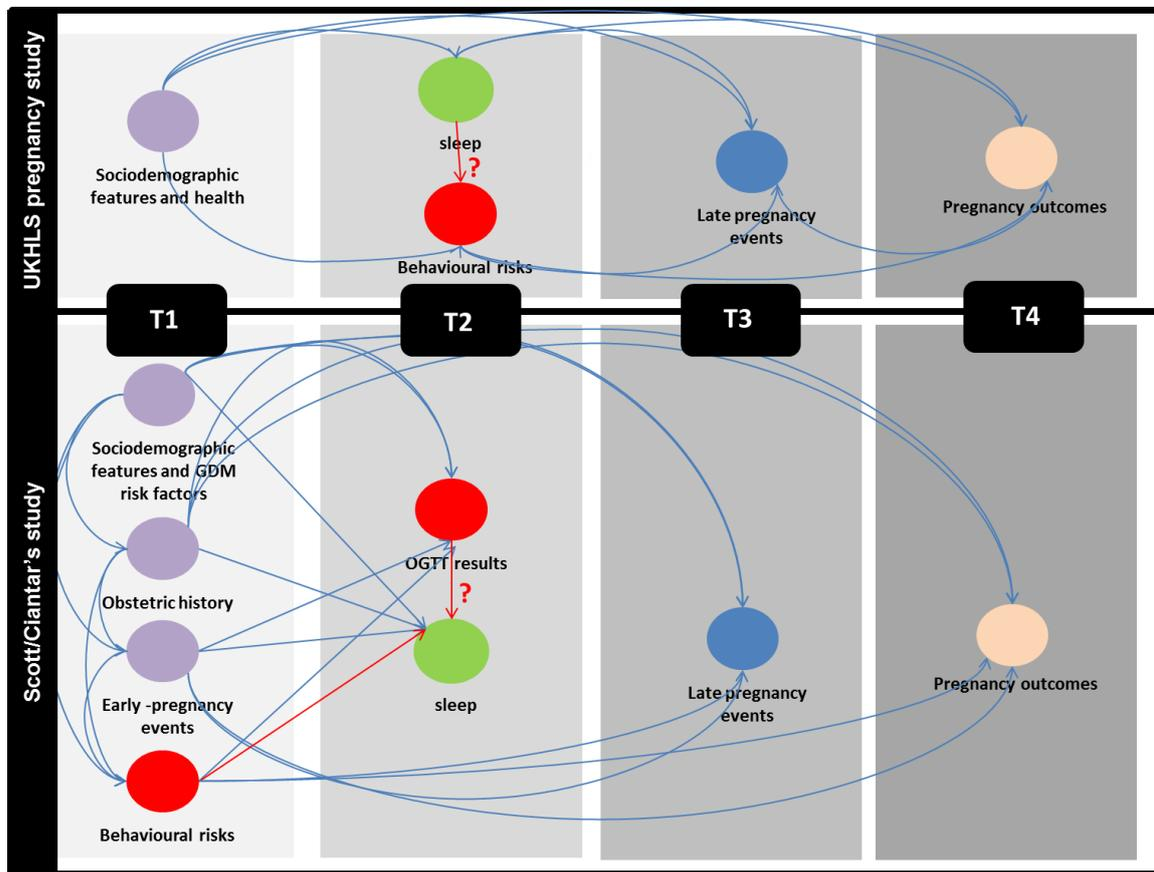 UKHLS pregnancy study
sleep
?
Sociodemographic
features and health
Behavioural risks
Late pregnancy
events
Pregnancy outcomes
T1
T2
T3
T4
Scott/Ciantar's study
Sociodemographic
features and GDM
risk factors
Obstetric history
Early -pregnancy
events
Behavioural risks
OGTT results
?
sleep
Late pregnancy
events
Pregnancy outcomes